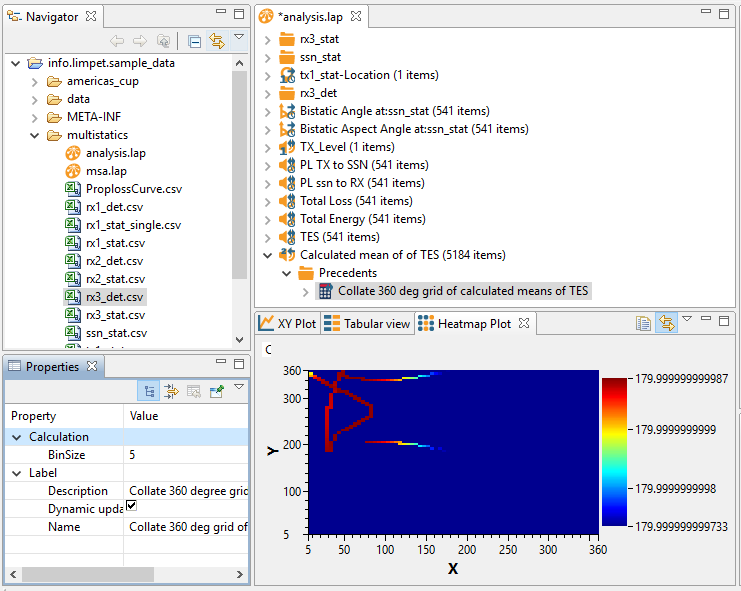 Navigator
info.limpet.sample_data
americas_cup
data
META-INF
multistatics
analysis.lap
msa.lap
ProplossCurve.csv
rx1_det.csv
rx1_stat_single.csv
rx1_stat.csv
rx2_det.csv
rx2_stat.csv
rx3_det.csv
rx3_stat.csv
ssn_stat.csv
Properties
Property Value
Calculation
BinSize 5
Label
Description Collate 360 degree grid
Dynamic upda
Name Collate 360 deg grid of
*analysis.lap
rx3_stat
ssn_stat
tx1_stat-Location (1 items)
rx3_det
Bistatic Angle at:ssn_stat (541 items)
Bistatic Aspect Angle at:ssn_stat (541 items)
TX_Level (1 items)
PL TX to SSN (541 items)
PL ssn to RX (541 items)
Total Loss (541 items)
Total Energy (541 items)
TES (541 items)
Calculated mean of of TES (5184 items)
Precedents
Collate 360 deg grid of calculated means of TES
XY Plot Tabular view Heatmap Plot
C
360
300
200
100
5
Y
5 50 100 150 200 250 300 360
X
179.999999999987
179.9999999999
179.9999999998
179.999999999733